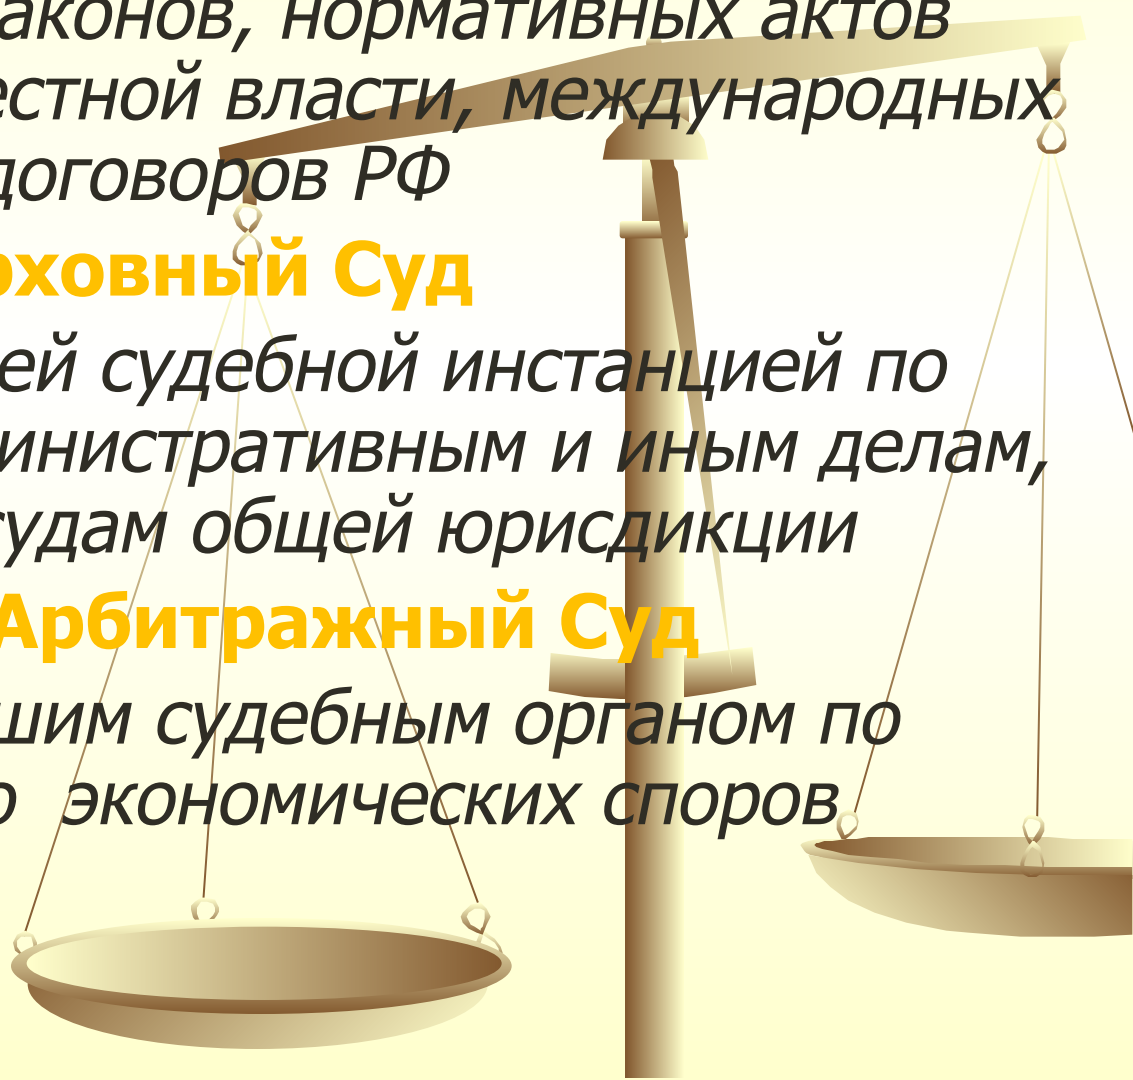 аконов, нормативных актов
естной власти, международных
договоров РФ
рховный Суд
ей судебной инстанцией по
инистративным и иным делам,
судам общей юрисдикции
Арбитражный Суд
шим судебным органом по
о экономических споров